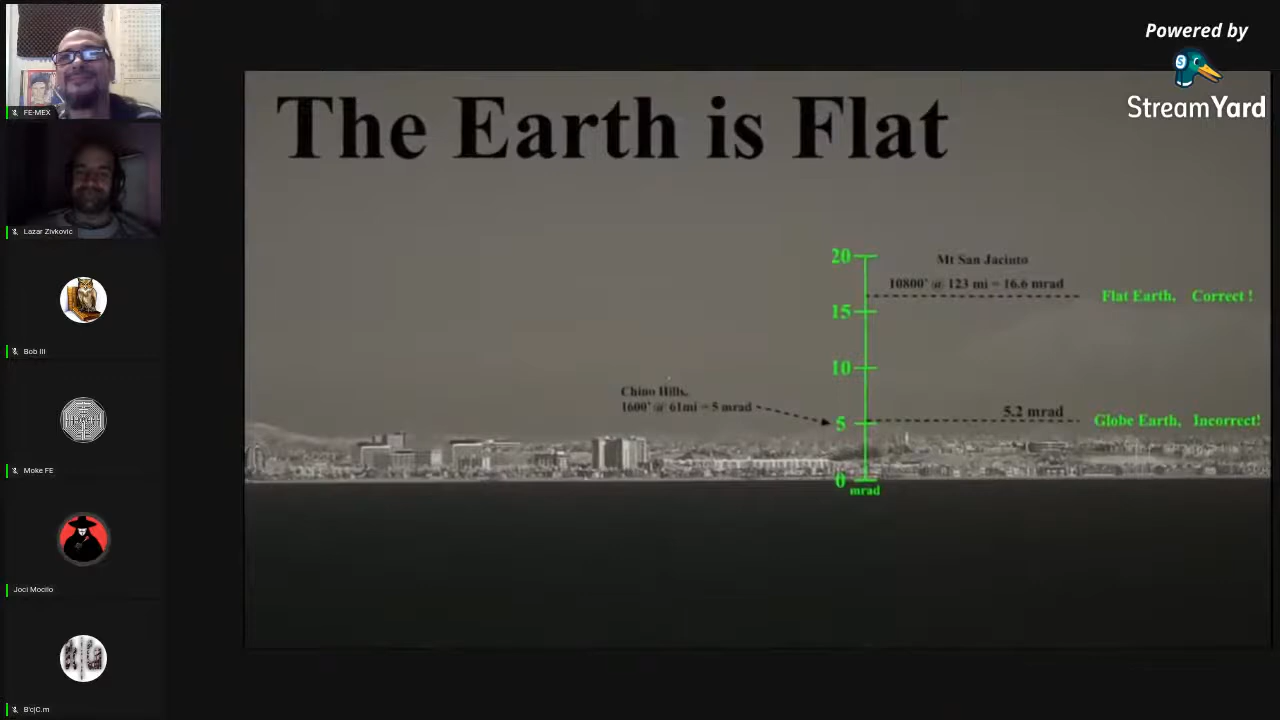 Powered by
StreamYard
FE-MEX
Lazar Zivkovic
Bob III
Moke FE
Joci Mocilo
B'c|C.m
The Earth is Flat
20
Mt San Jacinto
10800' @ 123 mi = 16.6 mrad
Flat Earth, Correct !
15
10
Chino Hills,
1600' @ 61mi = 5 mrad
5
5.2 mrad
Globe Earth, Incorrect!
0
mrad